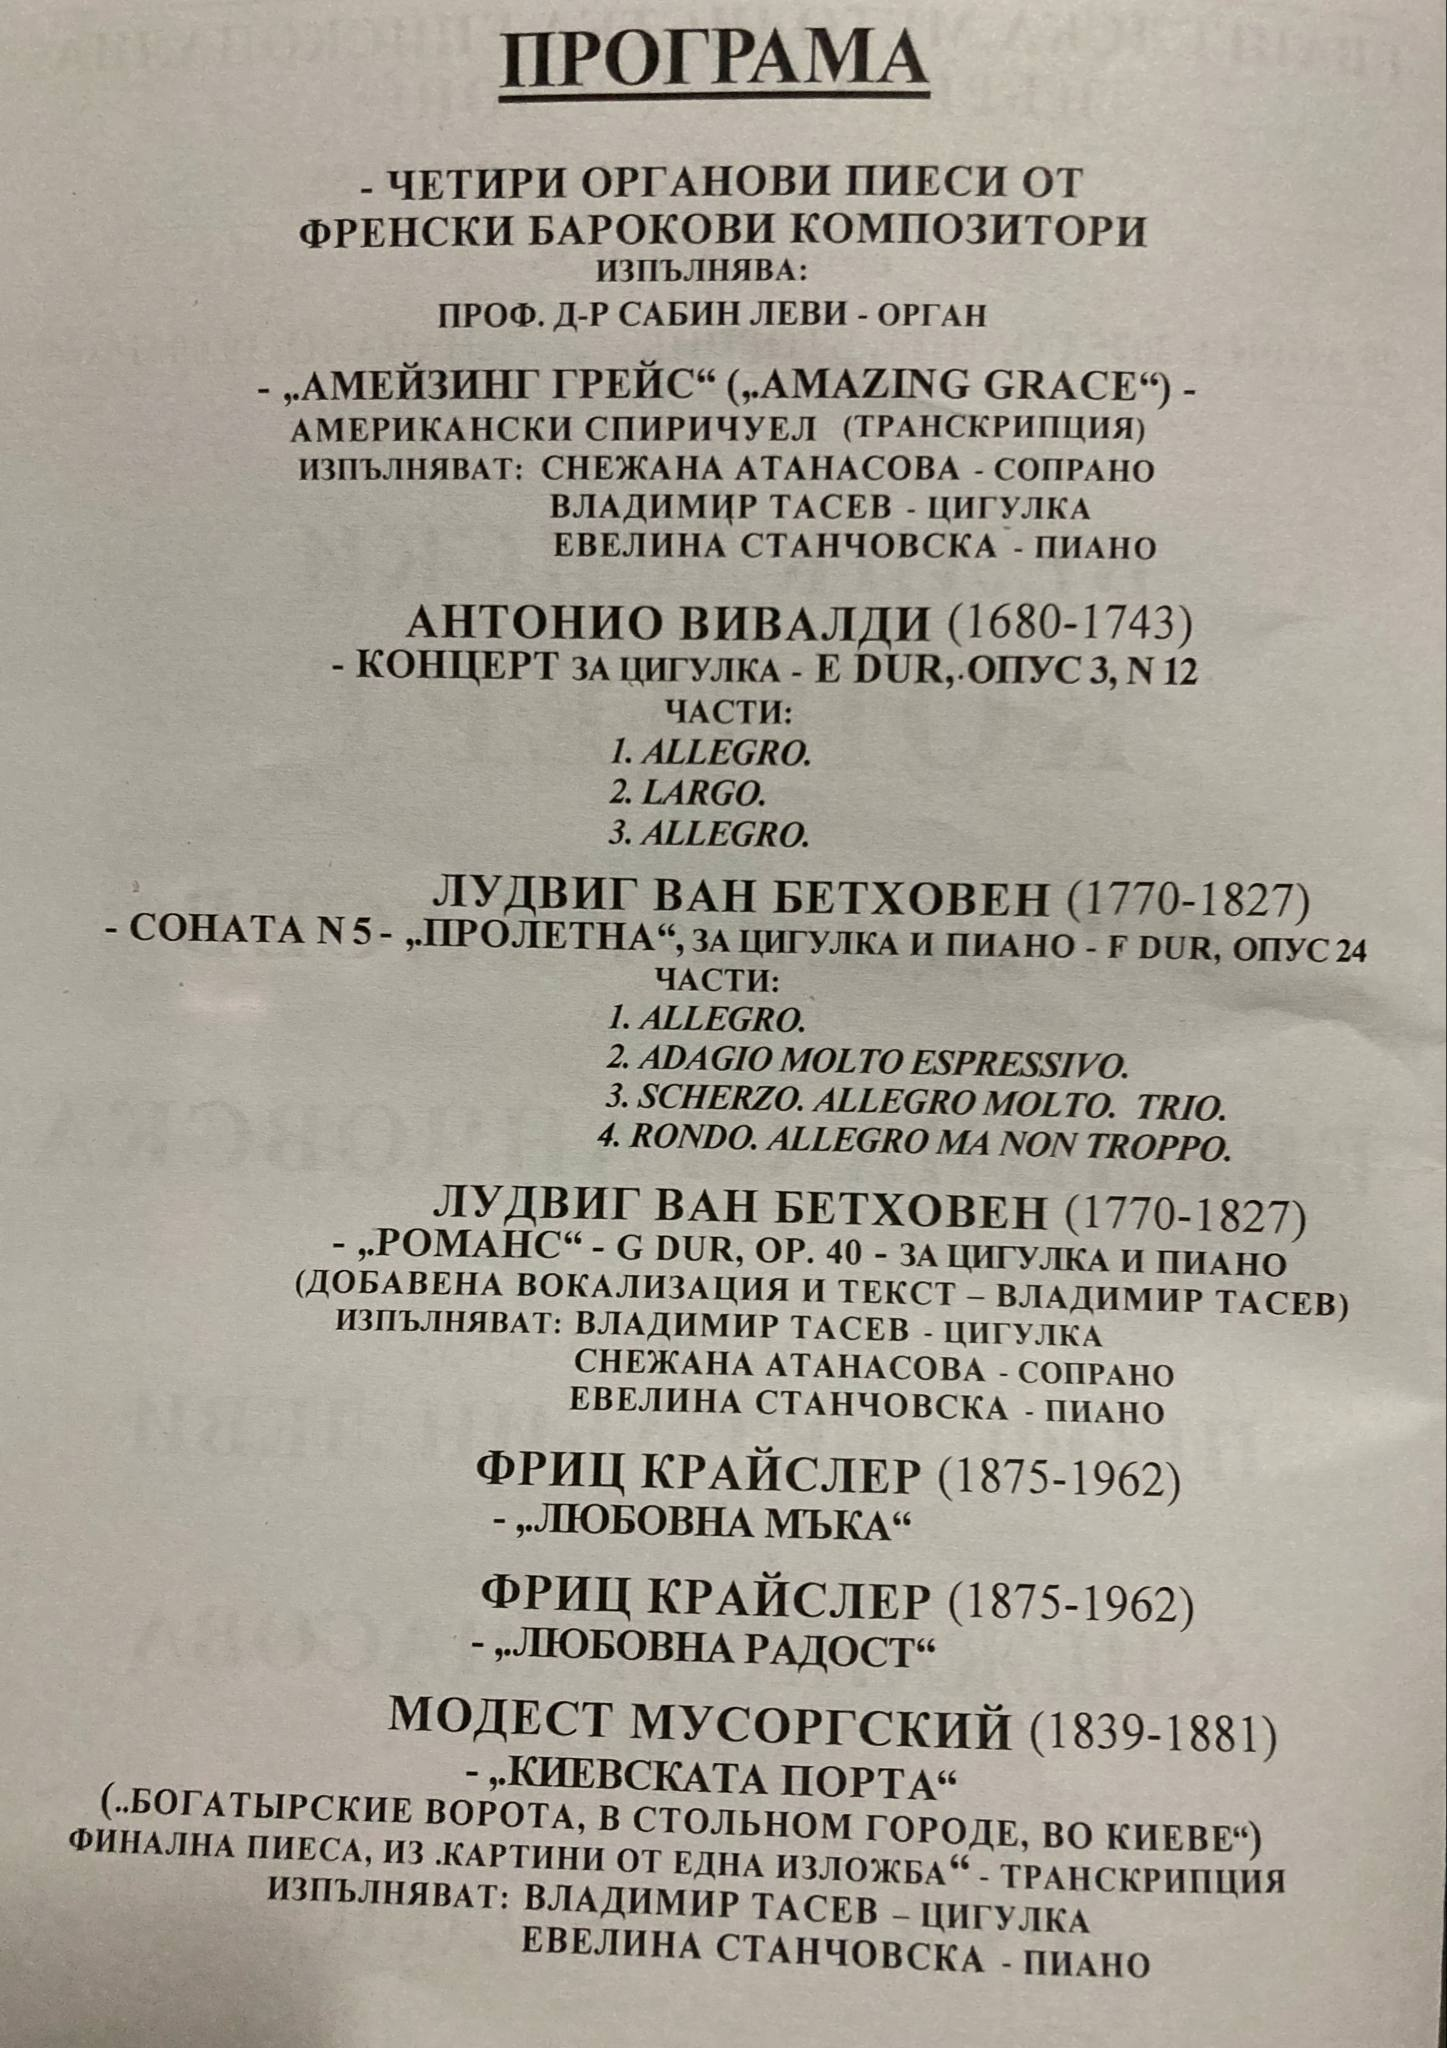 ПРОГРАМА
- ЧЕТИРИ ОРГАНОВИ ПИЕСИ ОТ
ФРЕНСКИ БАРОКОВИ КОМПОЗИТОРИ
ИЗПЪЛНЯВА:
ПРОФ. Д-Р САБИН ЛЕВИ - ОРГАН
- „АМЕЙЗИНГ ГРЕЙС“ („AMAZING GRACE“) -
АМЕРИКАНСКИ СПИРИЧУЕЛ (ТРАНСКРИПЦИЯ)
ИЗПЪЛНЯВАТ: СНЕЖАНА АТАНАСОВА - СОПРАНО
ВЛАДИМИР ТАСЕВ - ЦИГУЛКА
ЕВЕЛИНА СТАНЧОВСКА - ПИАНО
АНТОНИО ВИВАЛДИ (1680-1743)
- КОНЦЕРТ ЗА ЦИГУЛКА - E DUR, ОПУС 3, N 12
ЧАСТИ:
1. ALLEGRO.
2. LARGO.
3. ALLEGRO.
ЛУДВИГ ВАН БЕТХОВЕН (1770-1827)
- СОНАТА N 5 - „ПРОЛЕТНА“, ЗА ЦИГУЛКА И ПИАНО - F DUR, ОПУС 24
ЧАСТИ:
1. ALLEGRO.
2. ADAGIO MOLTO ESPRESSIVO.
3. SCHERZO. ALLEGRO MOLTO. TRIO.
4. RONDO. ALLEGRO MA NON TROPPO.
ЛУДВИГ ВАН БЕТХОВЕН (1770-1827)
- „РОМАНС“ - G DUR, OP. 40 - ЗА ЦИГУЛКА И ПИАНО
(ДОБАВЕНА ВОКАЛИЗАЦИЯ И ТЕКСТ – ВЛАДИМИР ТАСЕВ)
ИЗПЪЛНЯВАТ: ВЛАДИМИР ТАСЕВ - ЦИГУЛКА
СНЕЖАНА АТАНАСОВА - СОПРАНО
ЕВЕЛИНА СТАНЧОВСКА - ПИАНО
ФРИЦ КРАЙСЛЕР (1875-1962)
- „ЛЮБОВНА МЪКА“
ФРИЦ КРАЙСЛЕР (1875-1962)
- „ЛЮБОВНА РАДОСТ“
МОДЕСТ МУСОРГСКИЙ (1839-1881)
- „КИЕВСКАТА ПОРТА“
(„БОГАТЫРСКИЕ ВОРОТА, В СТОЛЬНОМ ГОРОДЕ, ВО КИЕВЕ“)
ФИНАЛНА ПИЕСА, ИЗ „КАРТИНИ ОТ ЕДНА ИЗЛОЖБА“ - ТРАНСКРИПЦИЯ
ИЗПЪЛНЯВАТ: ВЛАДИМИР ТАСЕВ – ЦИГУЛКА
ЕВЕЛИНА СТАНЧОВСКА - ПИАНО